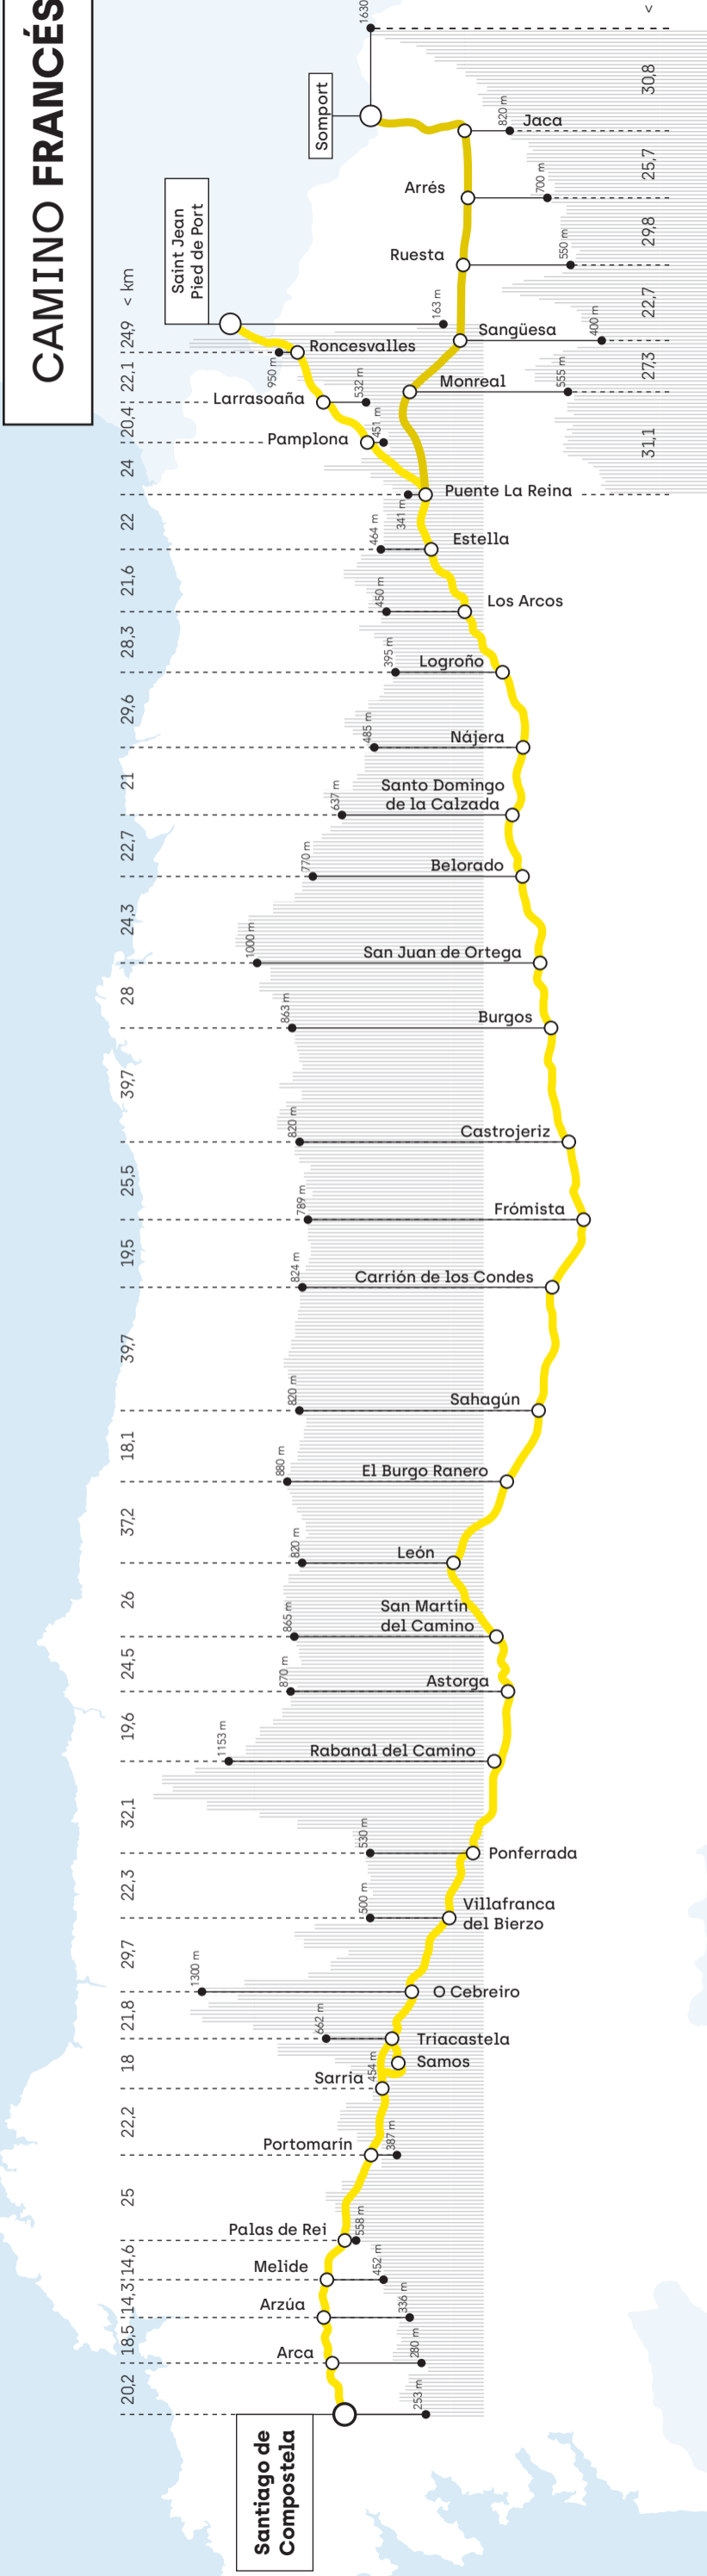 CAMINO FRANCÉS
1630
<
30,8
Somport
820 m
Jaca
25,7
Arrés
700 m
29,8
Saint Jean
Pied de Port
Ruesta
550 m
< km
22,7
163 m
Sangüesa
400 m
24,9
Roncesvalles
950 m
27,3
22,1
Monreal
555 m
Larrasoaña
532 m
20,4
Pamplona
451 m
31,1
24
Puente La Reina
341 m
22
464 m
Estella
21,6
450 m
Los Arcos
28,3
395 m
Logroño
29,6
485 m
Nájera
21
637 m
Santo Domingo
de la Calzada
22,7
770 m
Belorado
24,3
1000 m
San Juan de Ortega
28
863 m
Burgos
39,7
820 m
Castrojeriz
25,5
789 m
Frómista
19,5
824 m
Carrión de los Condes
39,7
820 m
Sahagún
18,1
880 m
El Burgo Ranero
37,2
820 m
León
26
865 m
San Martín
del Camino
24,5
870 m
Astorga
19,6
1153 m
Rabanal del Camino
32,1
530 m
Ponferrada
22,3
500 m
Villafranca
del Bierzo
29,7
1300 m
O Cebreiro
21,8
662 m
Triacastela
18
Samos
454 m
Sarria
22,2
387 m
Portomarín
25
558 m
Palas de Rei
14,6
452 m
Melide
14,3
336 m
Arzúa
18,5
280 m
Arca
20,2
253 m
Santiago de
Compostela